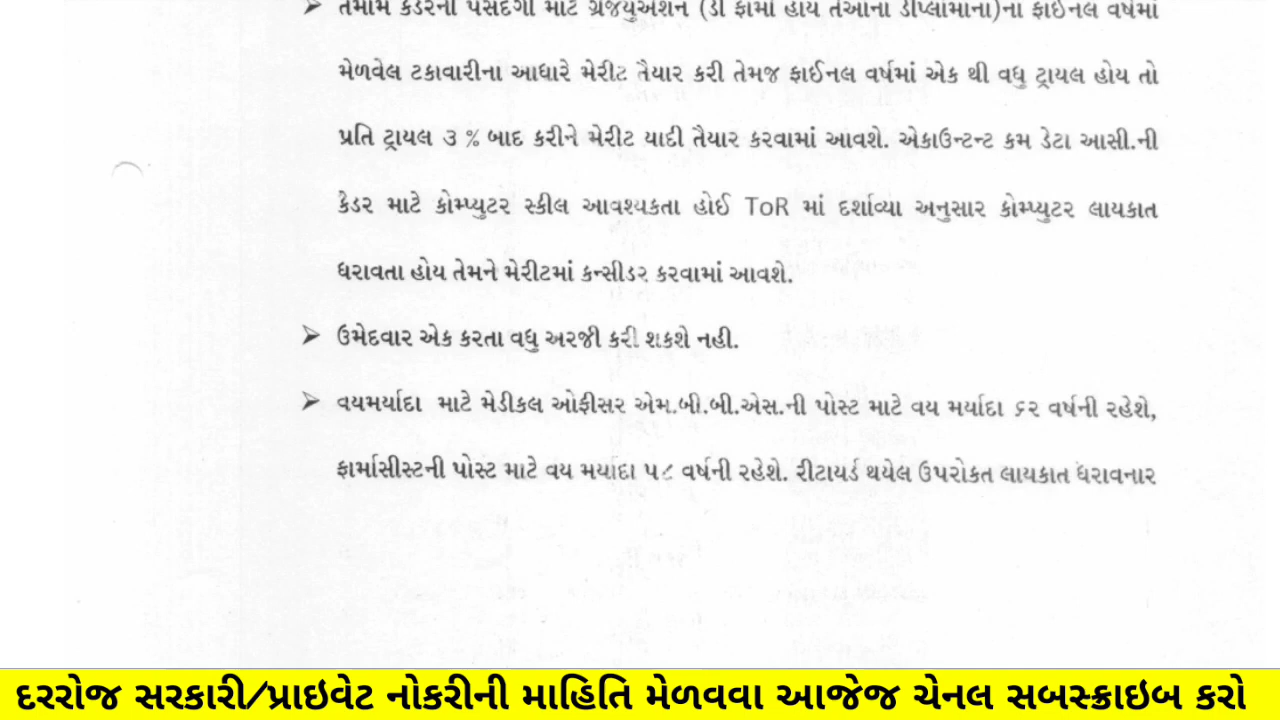 ➤ તમામ કેડરની પસંદગી માટે ગ્રેજયુએશન (ડી ફાર્મા હોય તેઓના ડીપ્લોમાના)ના ફાઈનલ વર્ષમાં
મેળવેલ ટકાવારીના આધારે મેરીટ તૈયાર કરી તેમજ ફાઈનલ વર્ષમાં એક થી વધુ ટ્રાયલ હોય તો
પ્રતિ ટ્રાયલ ૩ % બાદ કરીને મેરીટ યાદી તૈયાર કરવામાં આવશે. એકાઉન્ટન્ટ કમ ડેટા આસી.ની
કેડર માટે કોમ્પ્યુટર સ્કીલ આવશ્યકતા હોઈ ToR માં દર્શાવ્યા અનુસાર કોમ્પ્યુટર લાયકાત
ધરાવતા હોય તેમને મેરીટમાં કન્સીડર કરવામાં આવશે.
➤ ઉમેદવાર એક કરતા વધુ અરજી કરી શકશે નહી.
➤ વયમર્યાદા માટે મેડીકલ ઓફીસર એમ.બી.બી.એસ.ની પોસ્ટ માટે વય મર્યાદા ૬૨ વર્ષની રહેશે,
ફાર્માસીસ્ટની પોસ્ટ માટે વય મર્યાદા ૫૮ વર્ષની રહેશે. રીટાયર્ડ થયેલ ઉપરોકત લાયકાત ધરાવનાર
દરરોજ સરકારી/પ્રાઇવેટ નોકરીની માહિતિ મેળવવા આજેજ ચેનલ સબસ્ક્રાઇબ કરો